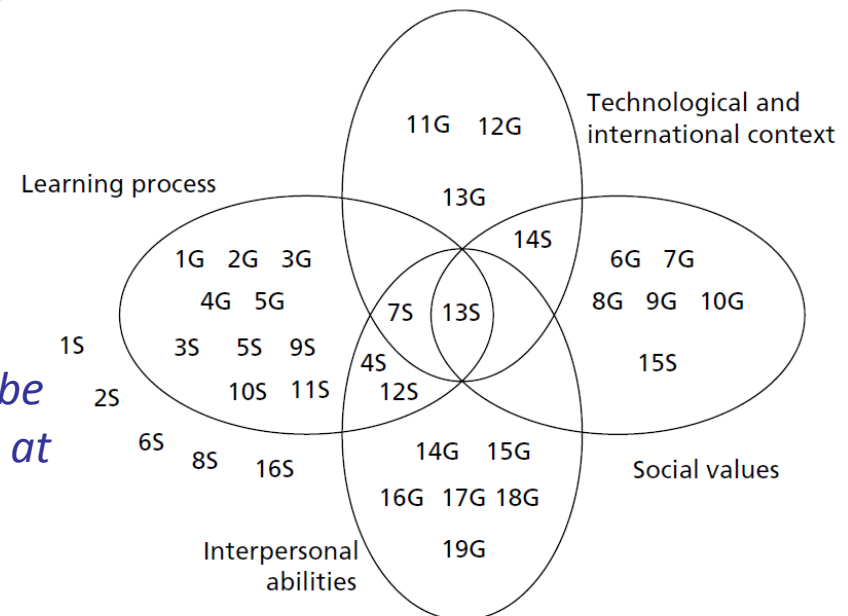 Technological and
international context
11G 12G
13G
Learning process
14S
1G 2G 3G
6G 7G
4G 5G
7S 13S
8G 9G 10G
1S
3S 5S 9S
4S
15S
be
2S
10S 11S
12S
at
6S
8S
16S
14G 15G
Social values
16G 17G 18G
Interpersonal
abilities
19G